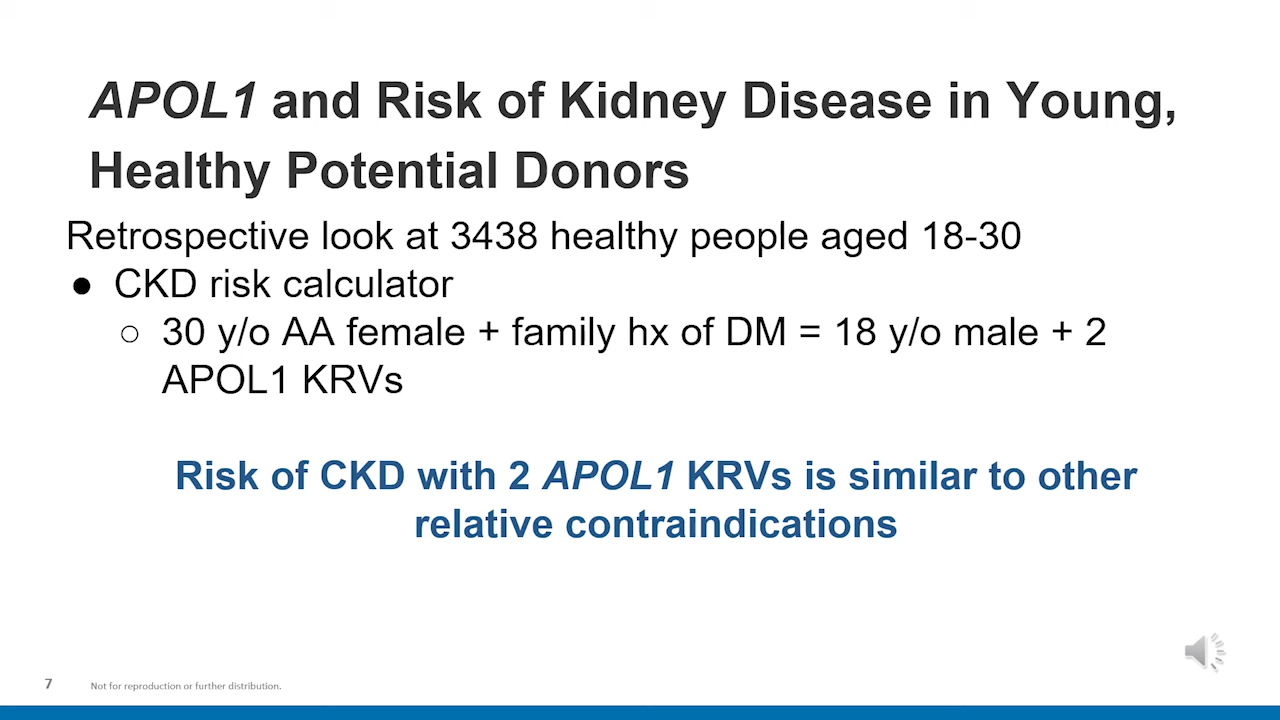 APOL1 and Risk of Kidney Disease in Young,
Healthy Potential Donors
Retrospective look at 3438 healthy people aged 18-30
● CKD risk calculator
○ 30 y/o AA female + family hx of DM = 18 y/o male + 2
APOL1 KRVs
Risk of CKD with 2 APOL1 KRVs is similar to other
relative contraindications
7 Not for reproduction or further distribution.